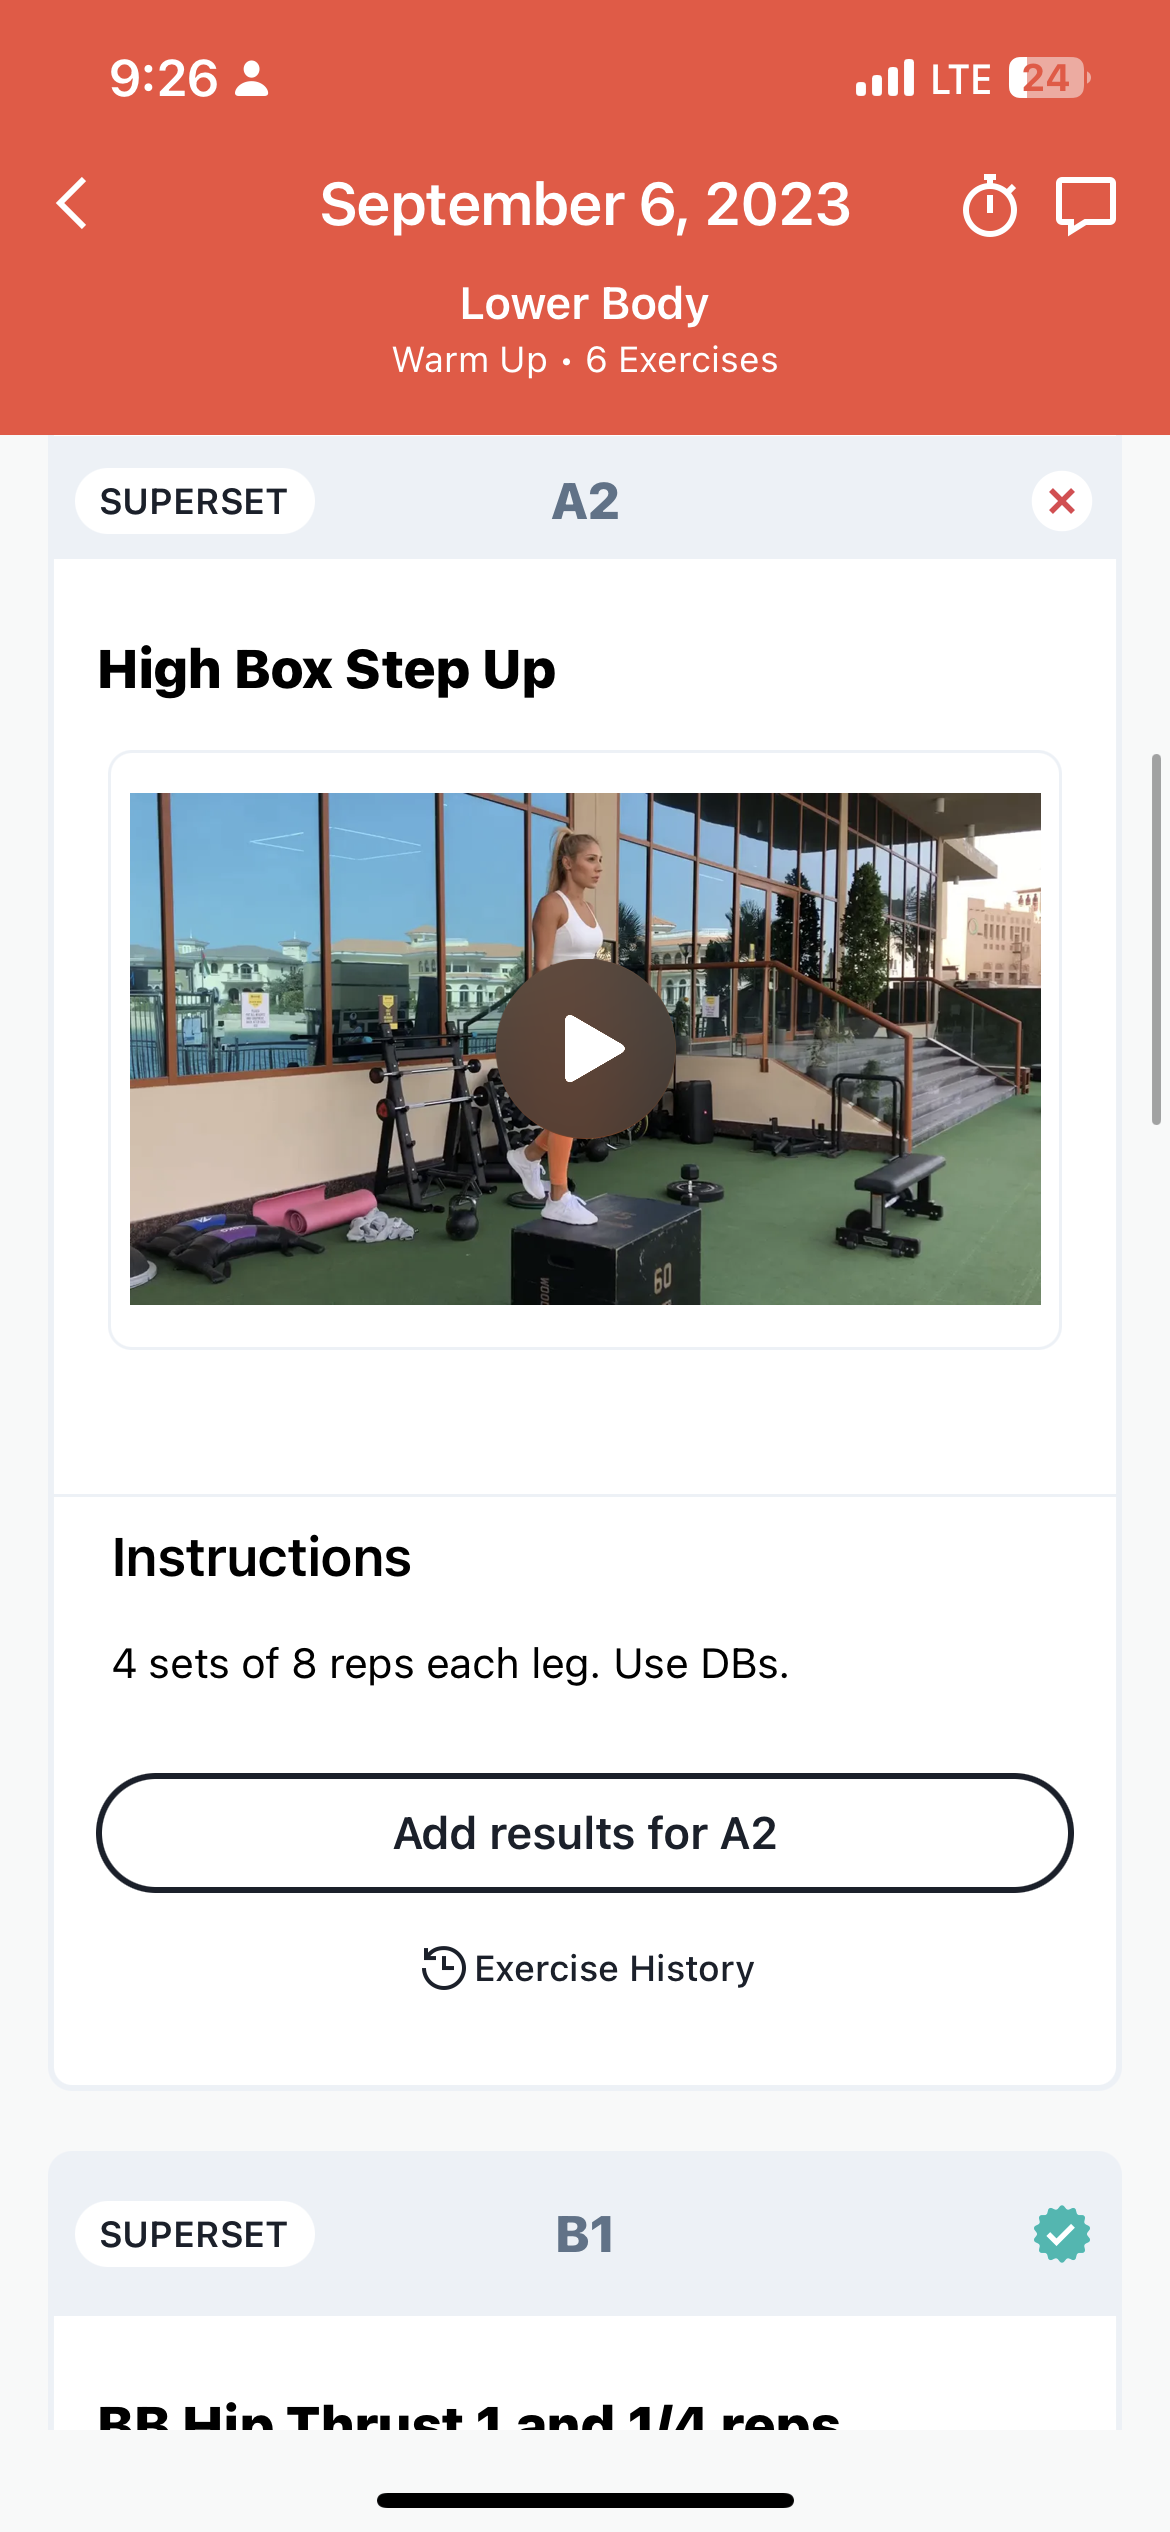 9:26
LTE 24
September 6, 2023
Lower Body
Warm Up • 6 Exercises
SUPERSET A2
High Box Step Up
60
Instructions
4 sets of 8 reps each leg. Use DBs.
Add results for A2
Exercise History
SUPERSET B1
BB Hip Thrust 1 and 1/4 reps